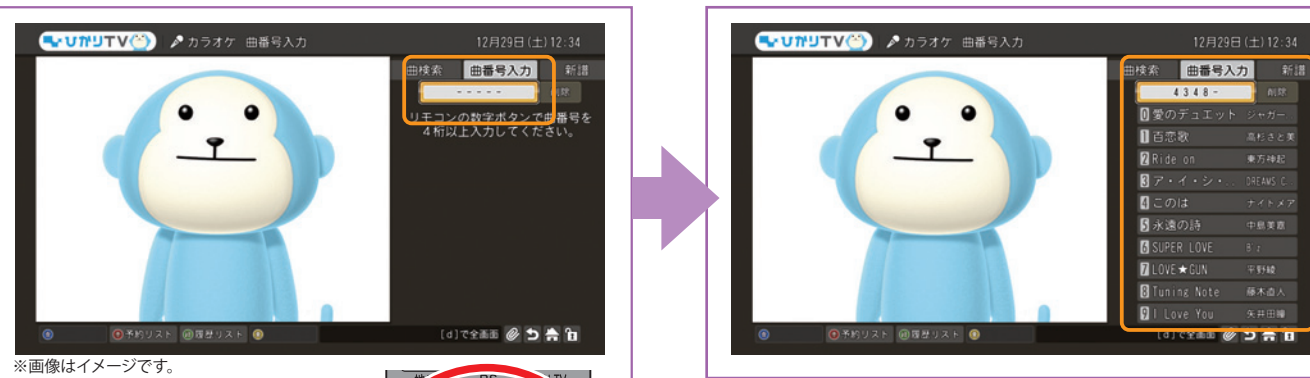 ひかりTV カラオケ 曲番号入力 12月29日(土)12:34
曲検索 曲番号入力 新譜
- - - - - 削除
リモコンの数字ボタンで曲番号を
4桁以上入力してください。
予約リスト 履歴リスト [d]で全画面
※画像はイメージです。
ひかりTV カラオケ 曲番号入力 12月29日(土)12:34
曲検索 曲番号入力 新譜
4 3 4 8 - 削除
0 愛のデュエット ジャガー
1 百恋歌 高杉さと美
2 Ride on 東方神起
3 ア・イ・シ・.. DREAMS C
4 このは ナイトメア
5 永遠の詩 中島美嘉
6 SUPER LOVE B'z
7 LOVE★GUN 平野綾
8 Tuning Note 藤木直人
9 I Love You 矢井田瞳
予約リスト 履歴リスト [d]で全画面